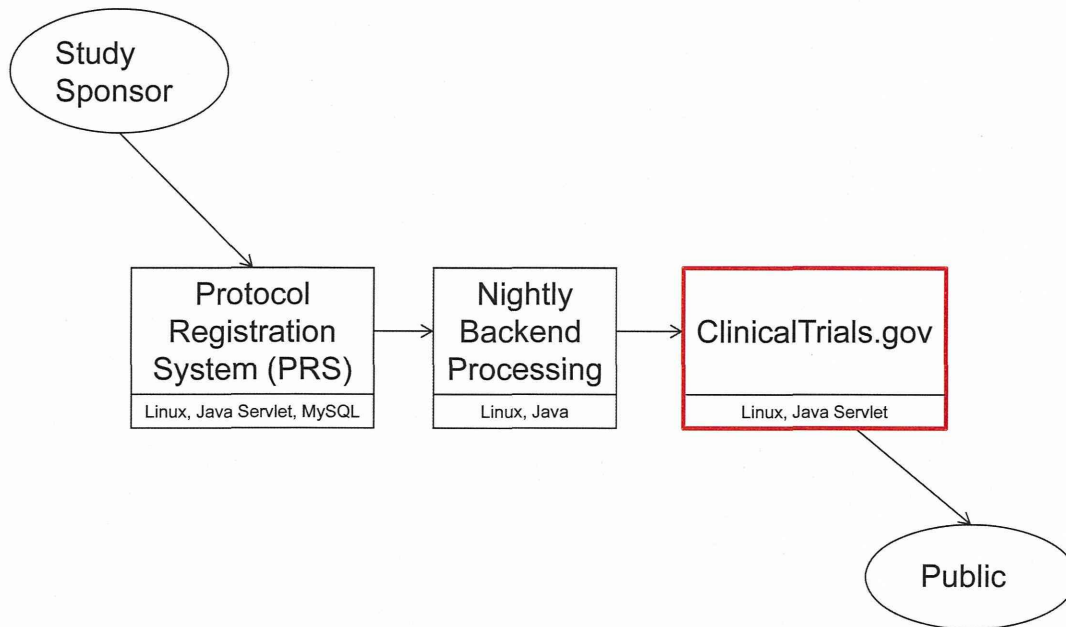 Study
Sponsor
Protocol
Registration
System (PRS)
Linux, Java Servlet, MySQL
Nightly
Backend
Processing
Linux, Java
ClinicalTrials.gov
Linux, Java Servlet
Public